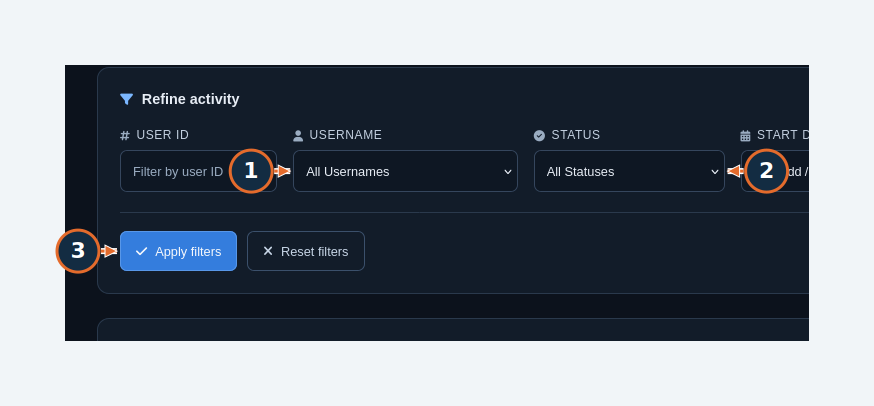 Refine activity
USER ID
USERNAME
STATUS
START D
Filter by user ID
1
All Usernames
All Statuses
2
dd /
3
Apply filters
Reset filters